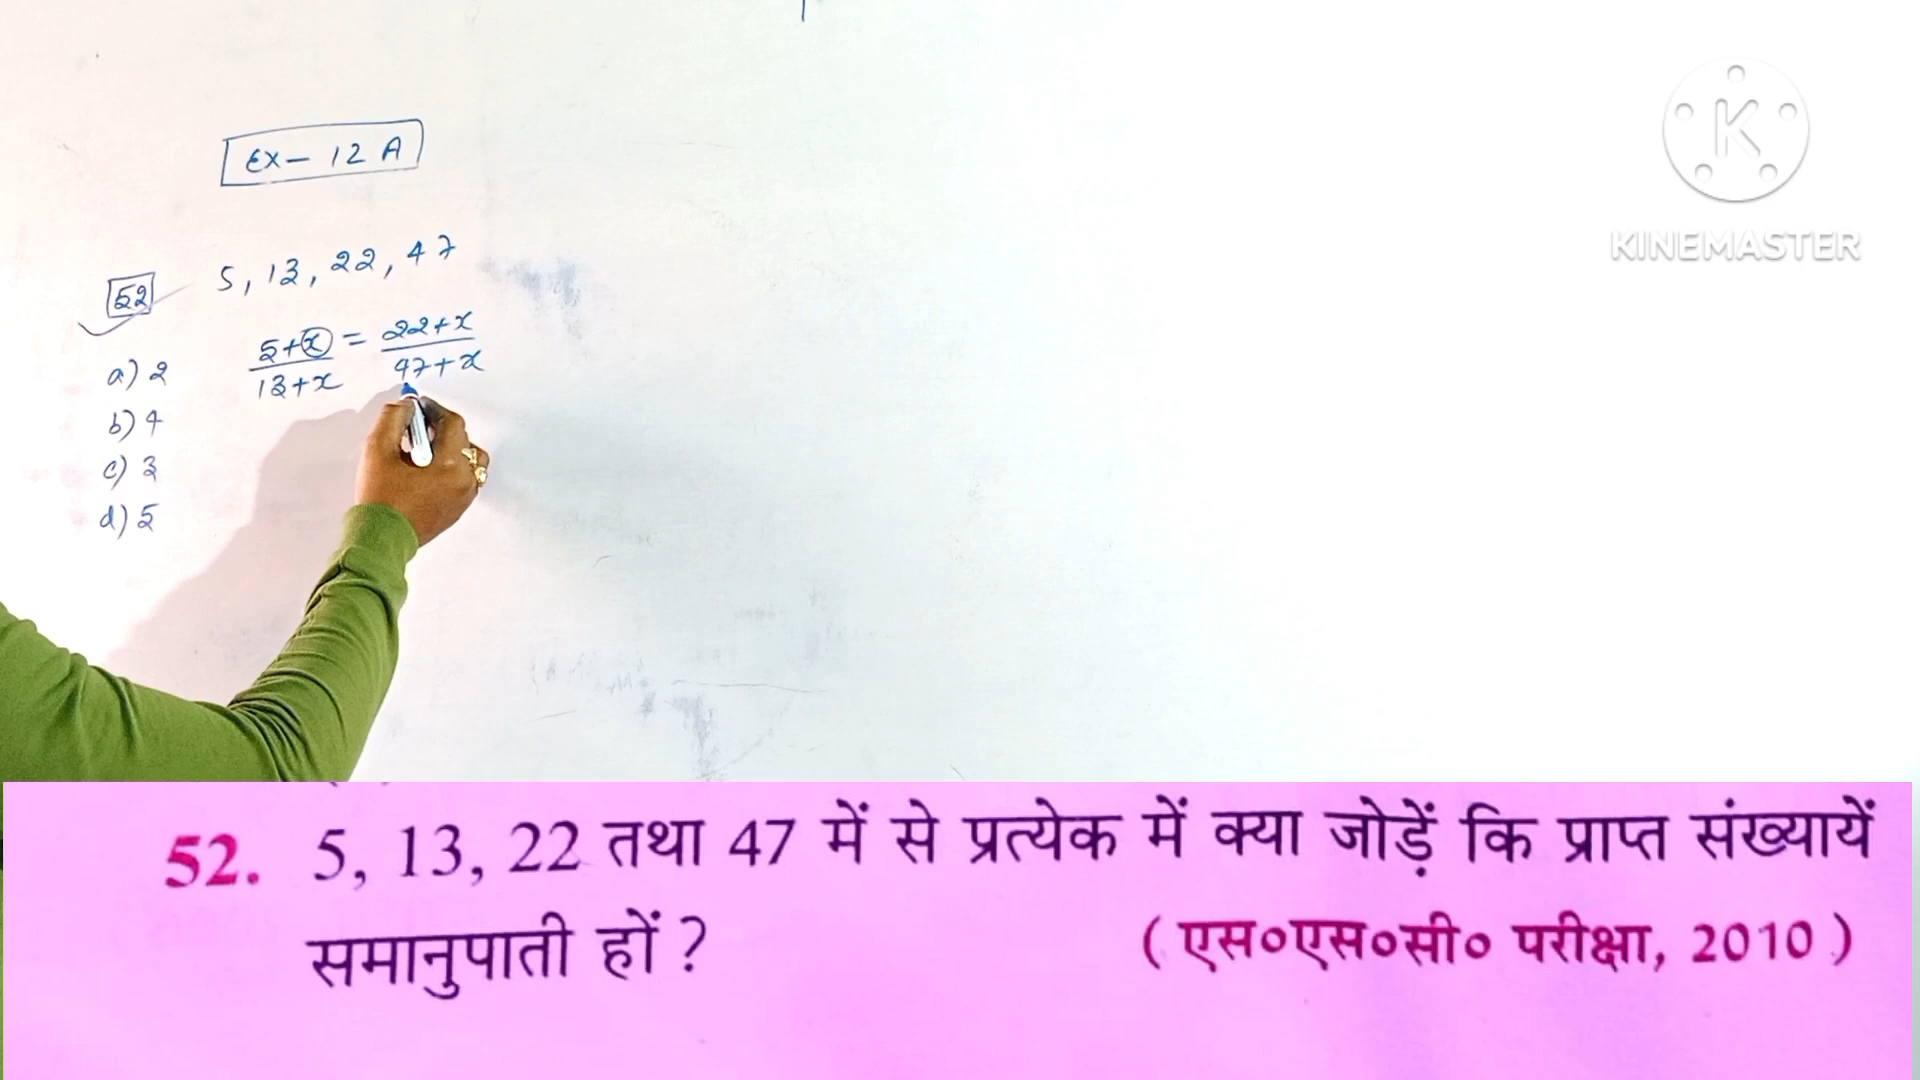 EX- 12 A
52 5, 13, 22, 47
5+x/13+x = 22+x/47+x
a) 2
b) 4
c) 3
d) 5
KINEMASTER
52. 5, 13, 22 तथा 47 में से प्रत्येक में क्या जोड़ें कि प्राप्त संख्यायें
समानुपाती हों ? ( एस०एस०सी० परीक्षा, 2010 )